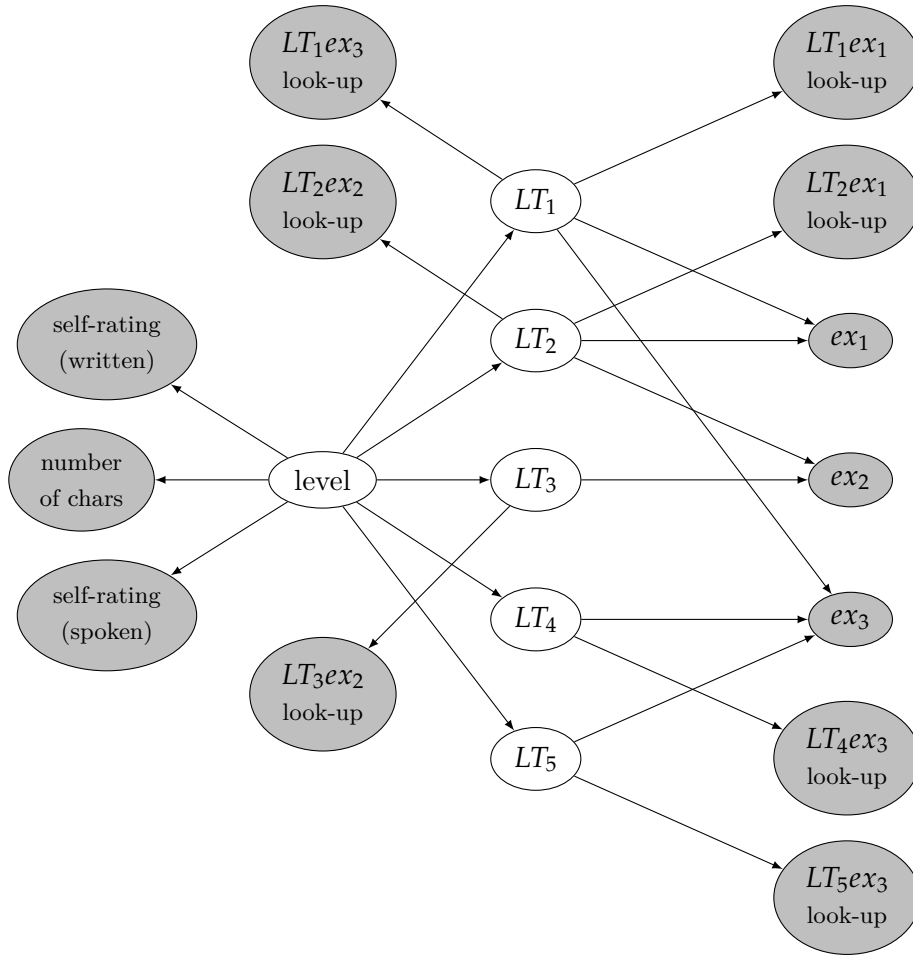 LT₁ex₃
look-up
LT₁ex₁
look-up
LT₂ex₂
look-up
LT₁
LT₂ex₁
look-up
self-rating
(written)
LT₂
ex₁
number
of chars
level
LT₃
ex₂
self-rating
(spoken)
LT₄
ex₃
LT₃ex₂
look-up
LT₅
LT₄ex₃
look-up
LT₅ex₃
look-up